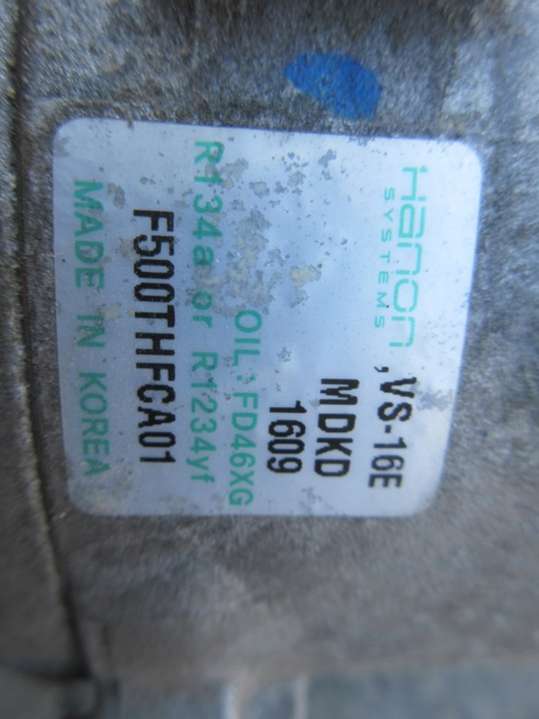 Hanon
SYSTEMS
,VS-16E
MDKD
1609
OIL : FD46XG
R134a or R1234yf
F500THFCA01
MADE IN KOREA